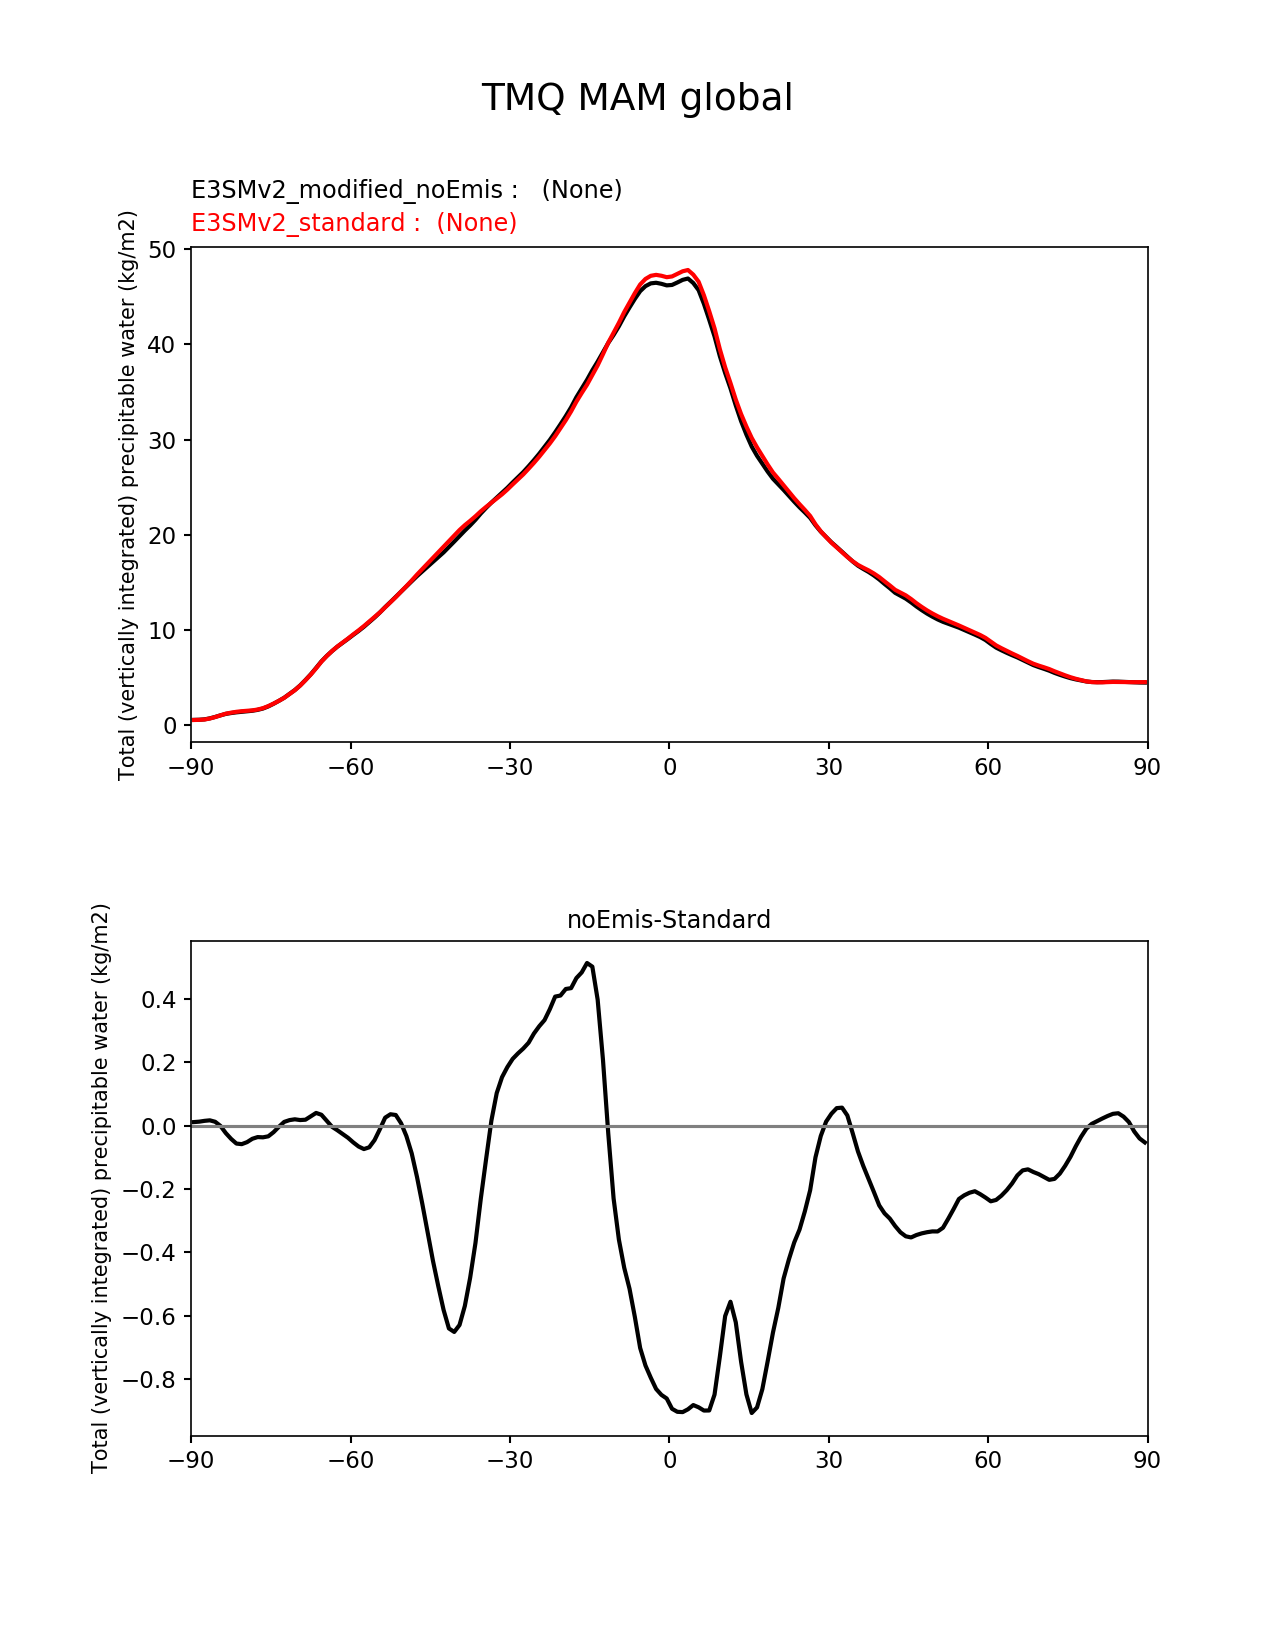 TMQ MAM global
E3SMv2_modified_noEmis :   (None)
E3SMv2_standard :  (None)
Total (vertically integrated) precipitable water (kg/m2)
50
40
30
20
10
0
−90 −60 −30 0 30 60 90
noEmis-Standard
Total (vertically integrated) precipitable water (kg/m2)
0.4
0.2
0.0
−0.2
−0.4
−0.6
−0.8
−90 −60 −30 0 30 60 90